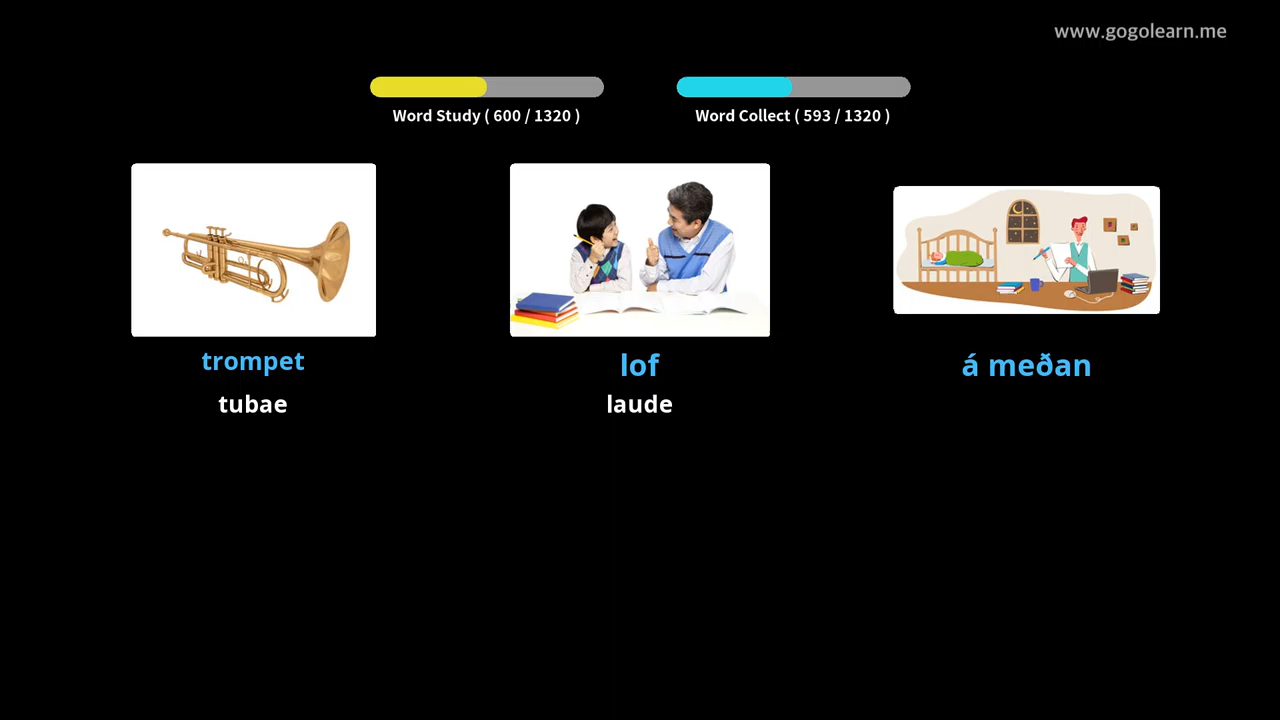 www.gogolearn.me
Word Study ( 600 / 1320 )
Word Collect ( 593 / 1320 )
trompet
tubae
lof
laude
á meðan